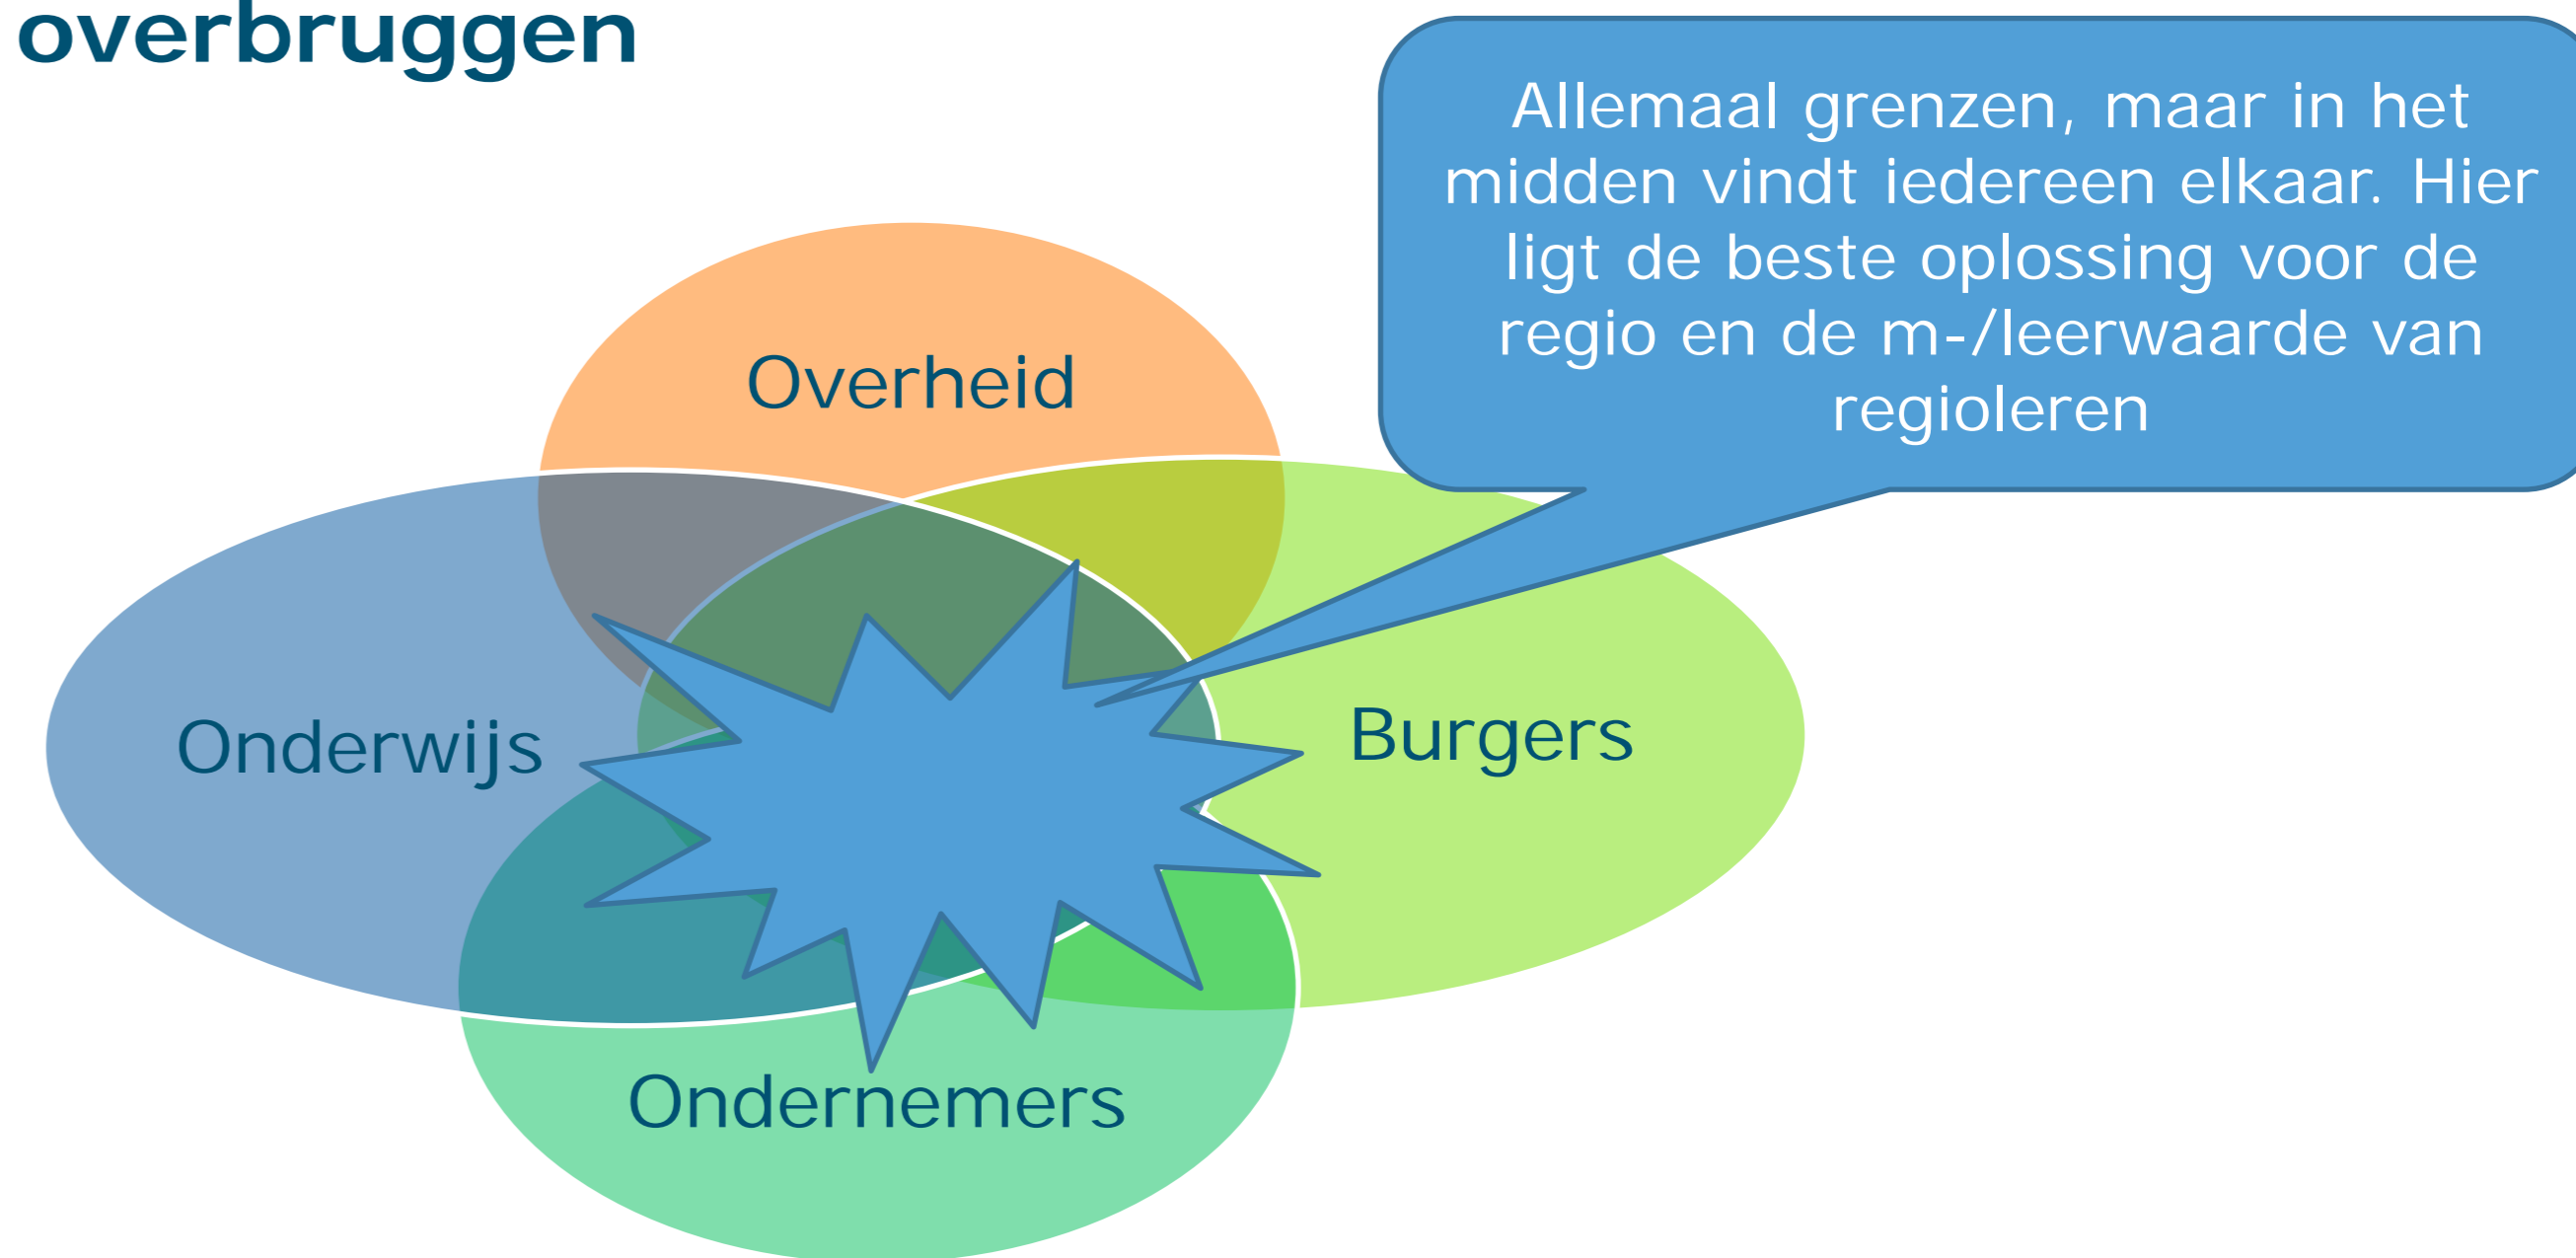 overbruggen
Allemaal grenzen, maar in het
midden vindt iedereen elkaar. Hier
ligt de beste oplossing voor de
regio en de m-/leerwaarde van
regioleren
Overheid
Onderwijs
Burgers
Ondernemers